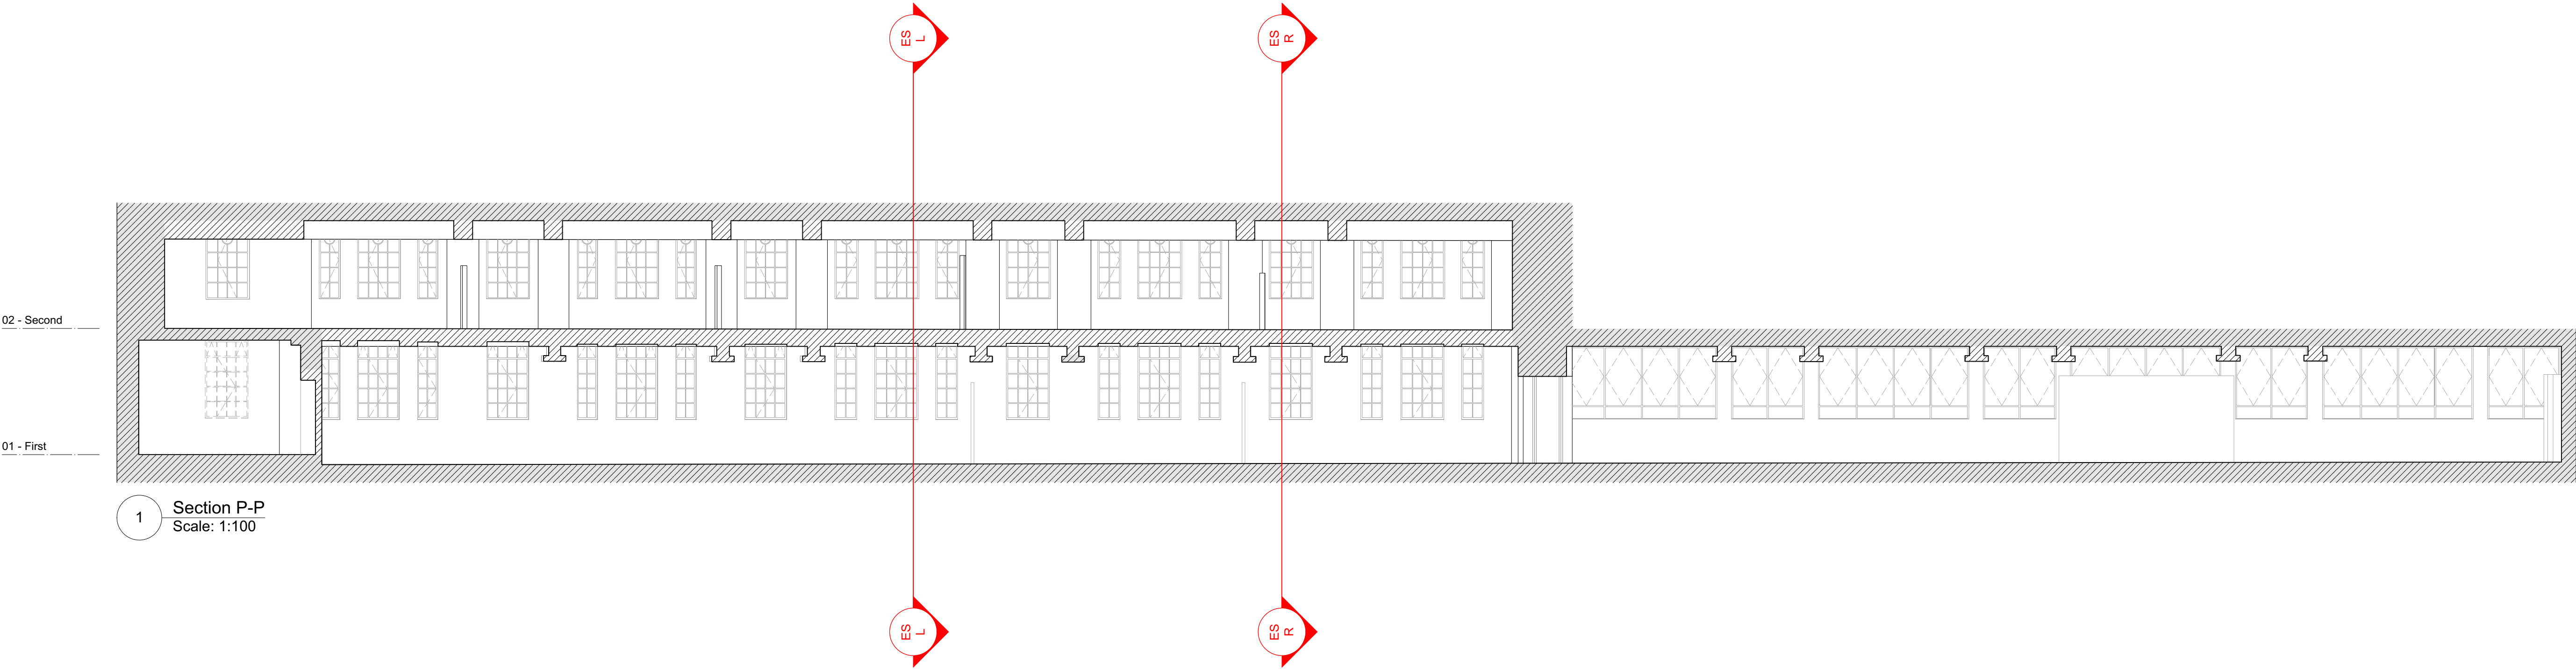 ES
L
ES
R
02 - Second
01 - First
1
Section P-P
Scale: 1:100
ES
L
ES
R